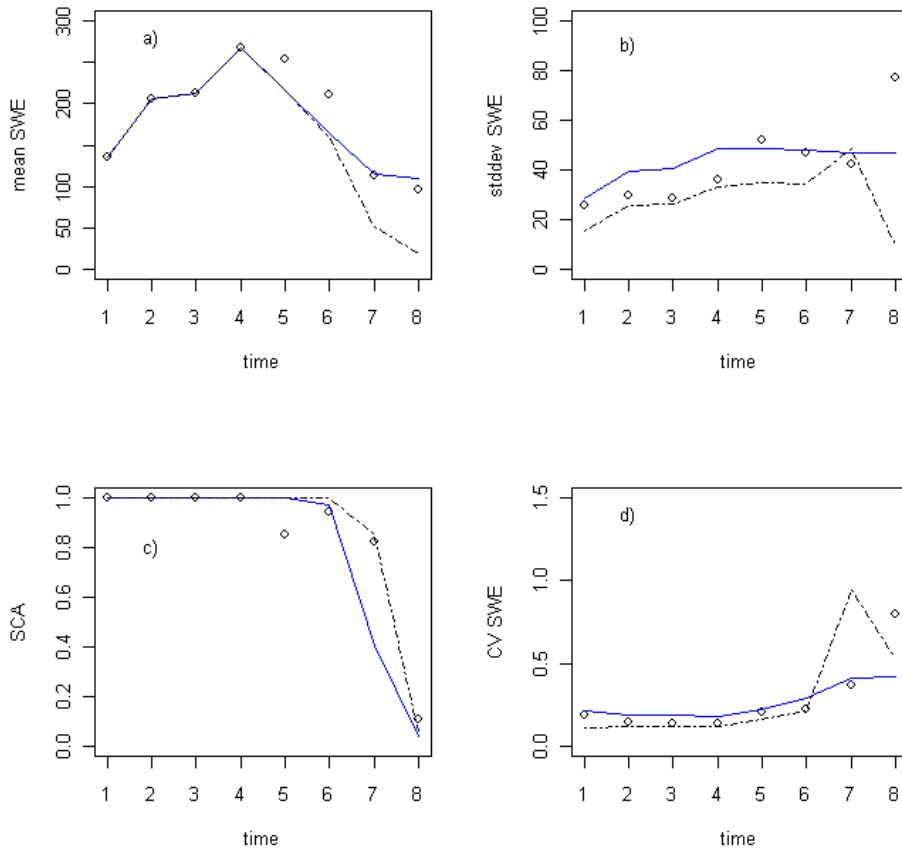 a)
mean SWE
0 50 100 200 300
1 2 3 4 5 6 7 8
time
b)
stddev SWE
0 20 40 60 80 100
1 2 3 4 5 6 7 8
time
c)
SCA
0.0 0.2 0.4 0.6 0.8 1.0
1 2 3 4 5 6 7 8
time
d)
CV SWE
0.0 0.5 1.0 1.5
1 2 3 4 5 6 7 8
time